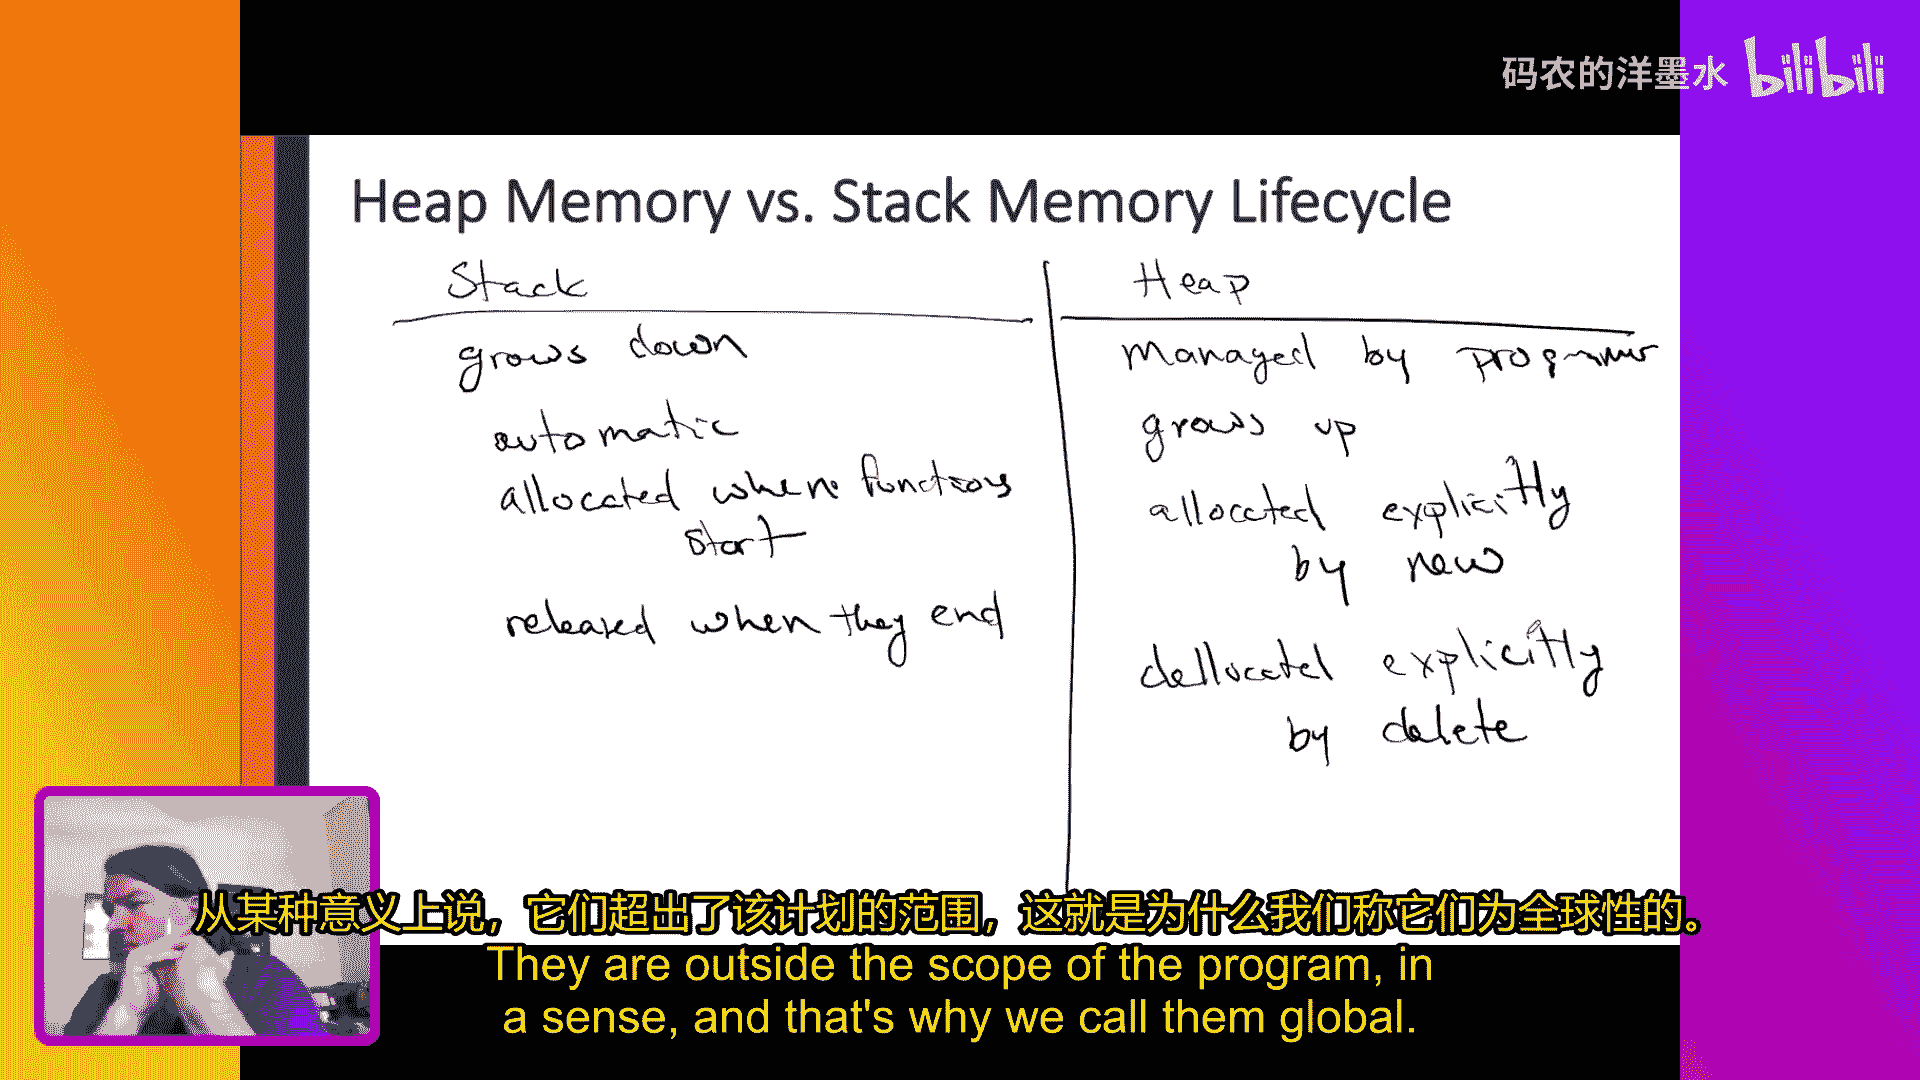 码农的洋墨水 bilibili
Heap Memory vs. Stack Memory Lifecycle
Stack
Heap
grows down
managed by
automatic
grows up
allocated when functions
start
allocated explicitly
by new
released when they end
dellocated explicitly
by delete
从某种意义上说，它们超出了该计划的范围，这就是为什么我们称它们为全球性的。
They are outside the scope of the program, in
a sense, and that's why we call them global.